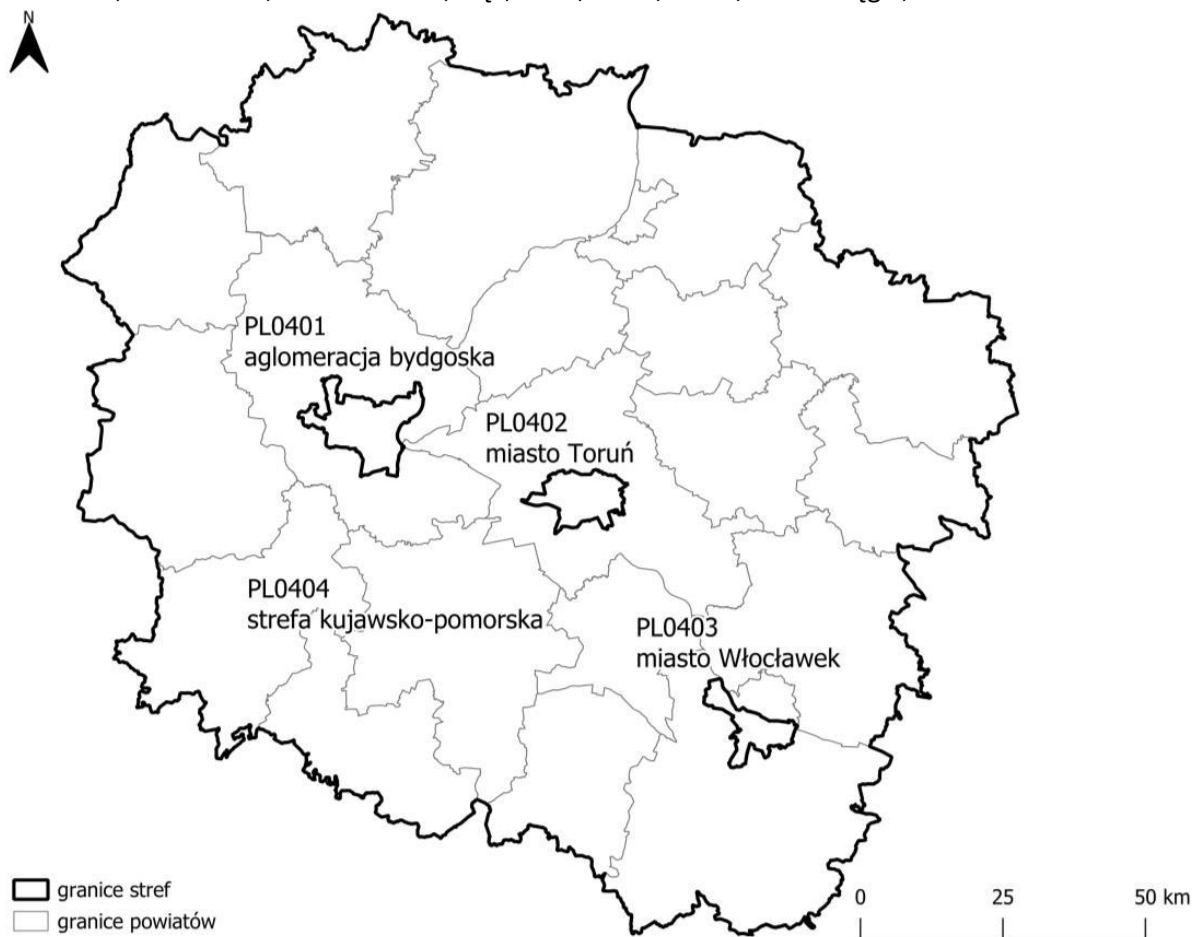 N
PL0401
aglomeracja bydgoska
PL0402
miasto Toruń
PL0404
strefa kujawsko-pomorska
PL0403
miasto Włocławek
granice stref
granice powiatów
0 25 50 km